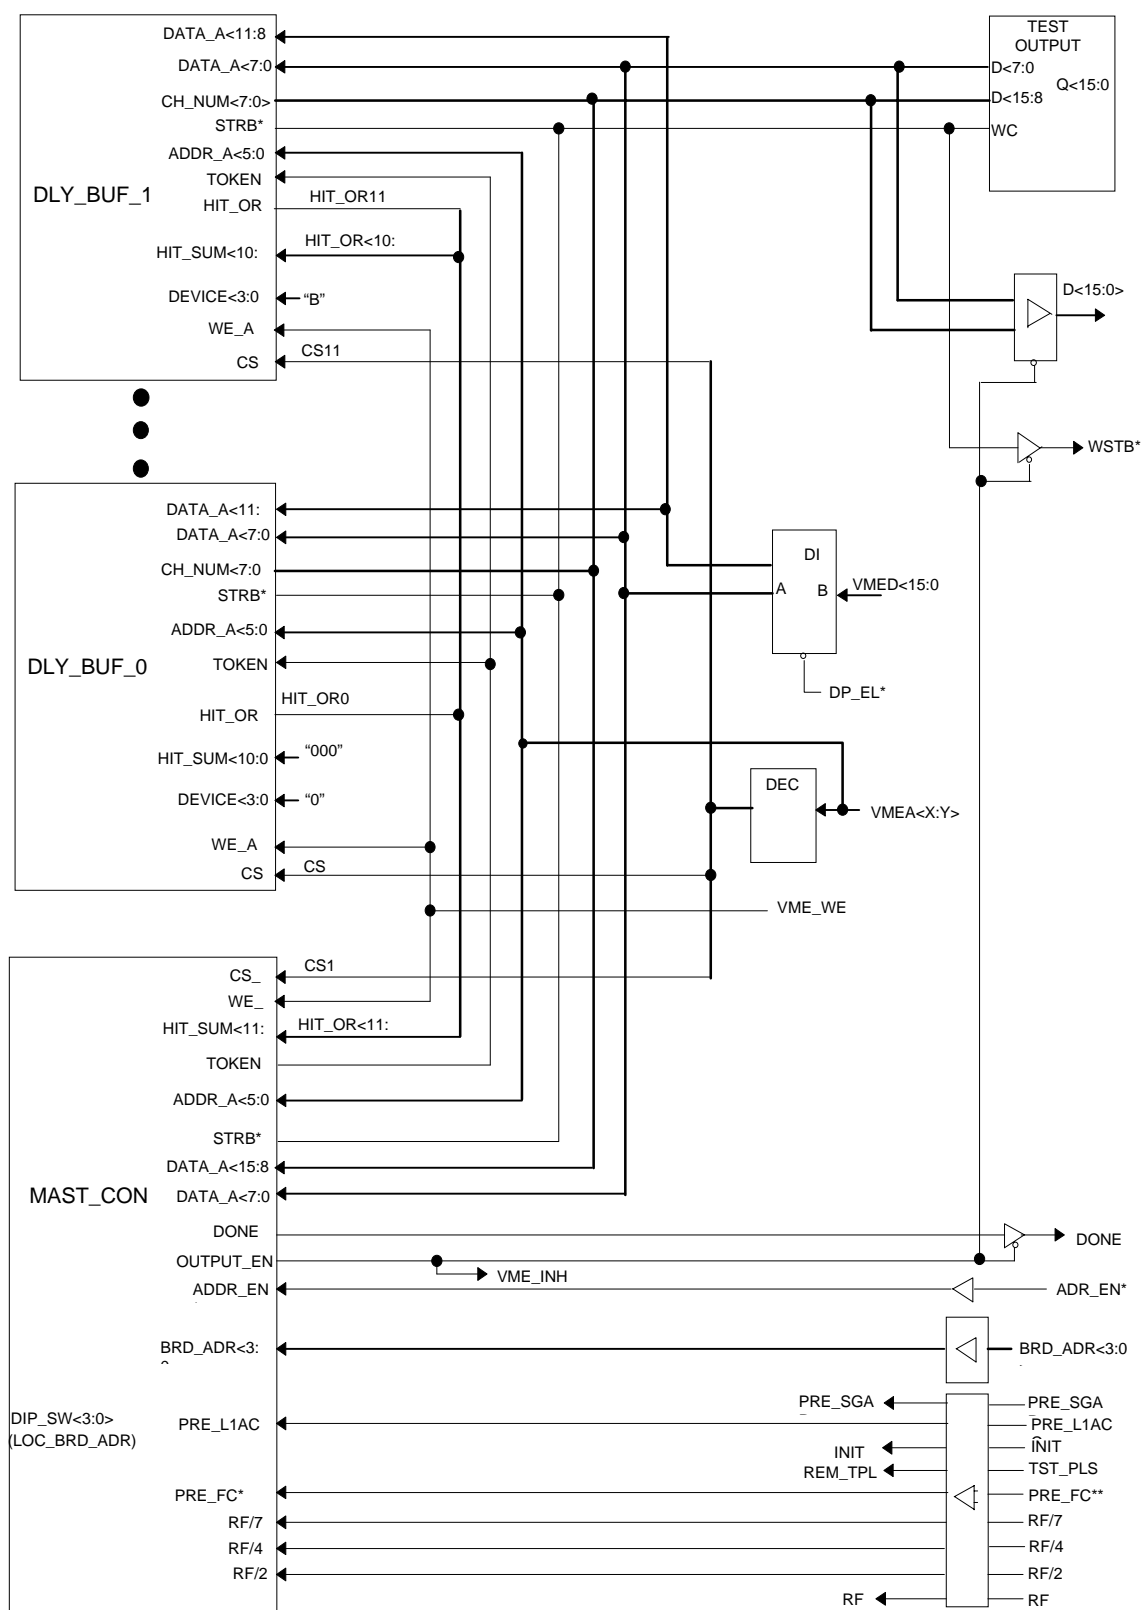 TEST
OUTPUT
D<7:0
Q<15:0
D<15:8
WC
DATA_A<11:8
DATA_A<7:0
CH_NUM<7:0>
STRB*
ADDR_A<5:0
TOKEN
DLY_BUF_1
HIT_OR
HIT_OR11
HIT_SUM<10:
HIT_OR<10:
DEVICE<3:0
“B”
WE_A
CS
CS11
D<15:0>
WSTB*
DATA_A<11:
DATA_A<7:0
CH_NUM<7:0
STRB*
ADDR_A<5:0
TOKEN
DLY_BUF_0
HIT_OR
HIT_OR0
HIT_SUM<10:0
“000”
DEVICE<3:0
“0”
WE_A
CS
CS
DI
A
B
VMED<15:0
DP_EL*
DEC
VMEA<X:Y>
VME_WE
CS_
CS1
WE_
HIT_SUM<11:
HIT_OR<11:
TOKEN
ADDR_A<5:0
STRB*
DATA_A<15:8
MAST_CON
DATA_A<7:0
DONE
DONE
OUTPUT_EN
VME_INH
ADDR_EN
ADR_EN*
BRD_ADR<3:
BRD_ADR<3:0
DIP_SW<3:0>
(LOC_BRD_ADR)
PRE_SGA
PRE_SGA
PRE_L1AC
PRE_L1AC
INIT
INIT
REM_TPL
TST_PLS
PRE_FC*
PRE_FC**
RF/7
RF/7
RF/4
RF/4
RF/2
RF/2
RF
RF